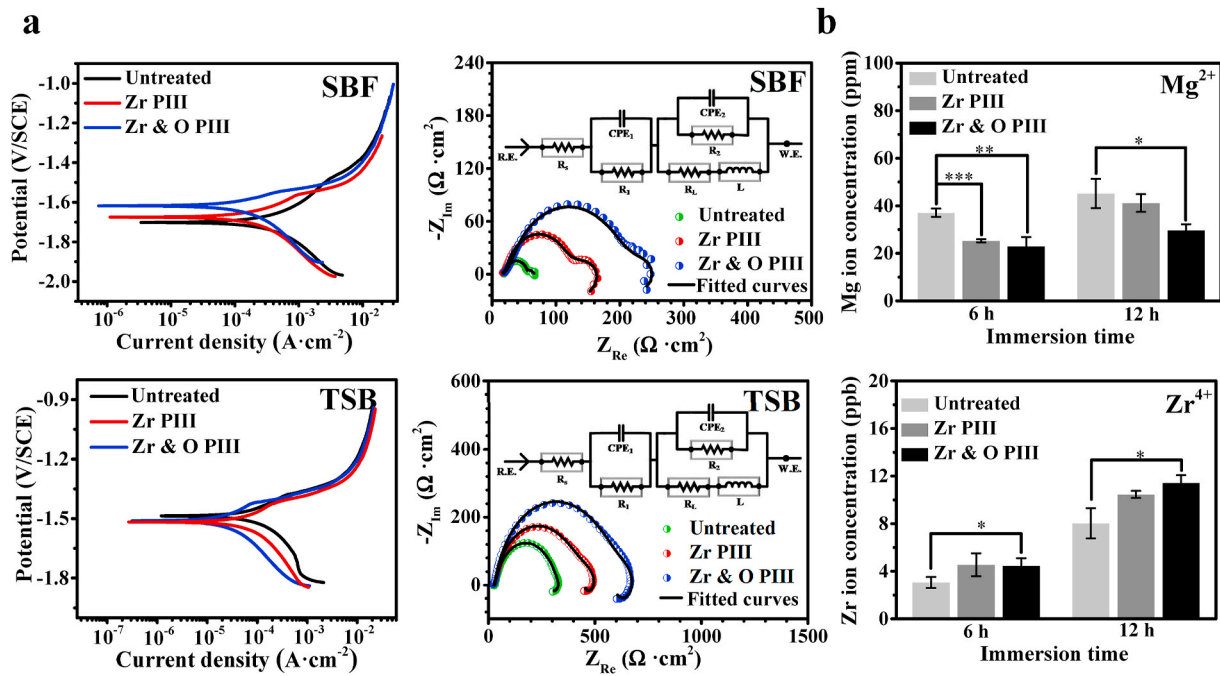 a
b
Untreated
Zr PIII
Zr & O PIII
SBF
Potential (V/SCE)
-1.0
-1.2
-1.4
-1.6
-1.8
-2.0
10⁻⁶ 10⁻⁵ 10⁻⁴ 10⁻³ 10⁻²
Current density (A·cm⁻²)
SBF
-Z_Im (Ω ·cm²)
240
180
120
60
0
CPE₁
CPE₂
R.E.
R_s
R₁
R₂
R_L
L
W.E.
Untreated
Zr PIII
Zr & O PIII
Fitted curves
0 100 200 300 400 500
Z_Re (Ω ·cm²)
Mg²⁺
Untreated
Zr PIII
Zr & O PIII
Mg ion concentration (ppm)
100
80
60
40
20
0
**
***
*
6 h 12 h
Immersion time
Untreated
Zr PIII
Zr & O PIII
TSB
Potential (V/SCE)
-0.9
-1.2
-1.5
-1.8
10⁻⁷ 10⁻⁶ 10⁻⁵ 10⁻⁴ 10⁻³ 10⁻²
Current density (A·cm⁻²)
TSB
-Z_Im (Ω ·cm²)
600
400
200
0
CPE₁
CPE₂
R.E.
R_s
R₁
R₂
R_L
L
W.E.
Untreated
Zr PIII
Zr & O PIII
Fitted curves
0 500 1000 1500
Z_Re (Ω ·cm²)
Zr⁴⁺
Untreated
Zr PIII
Zr & O PIII
Zr ion concentration (ppb)
20
16
12
8
4
0
*
*
6 h 12 h
Immersion time